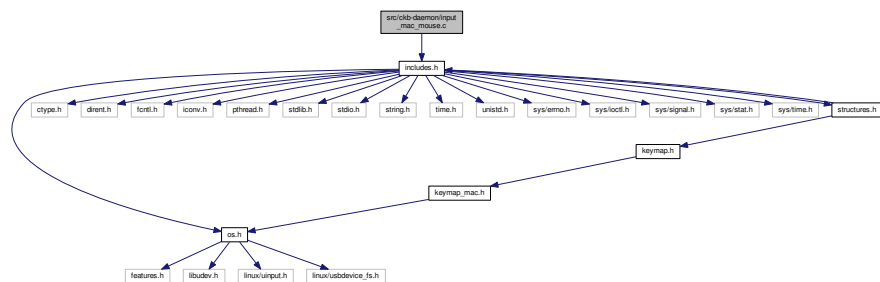 src/ckb-daemon/input
_mac_mouse.c
includes.h
ctype.h
dirent.h
fcntl.h
iconv.h
pthread.h
stdlib.h
stdio.h
string.h
time.h
unistd.h
sys/errno.h
sys/ioctl.h
sys/signal.h
sys/stat.h
sys/time.h
structures.h
keymap.h
keymap_mac.h
os.h
features.h
libudev.h
linux/uinput.h
linux/usbdevice_fs.h